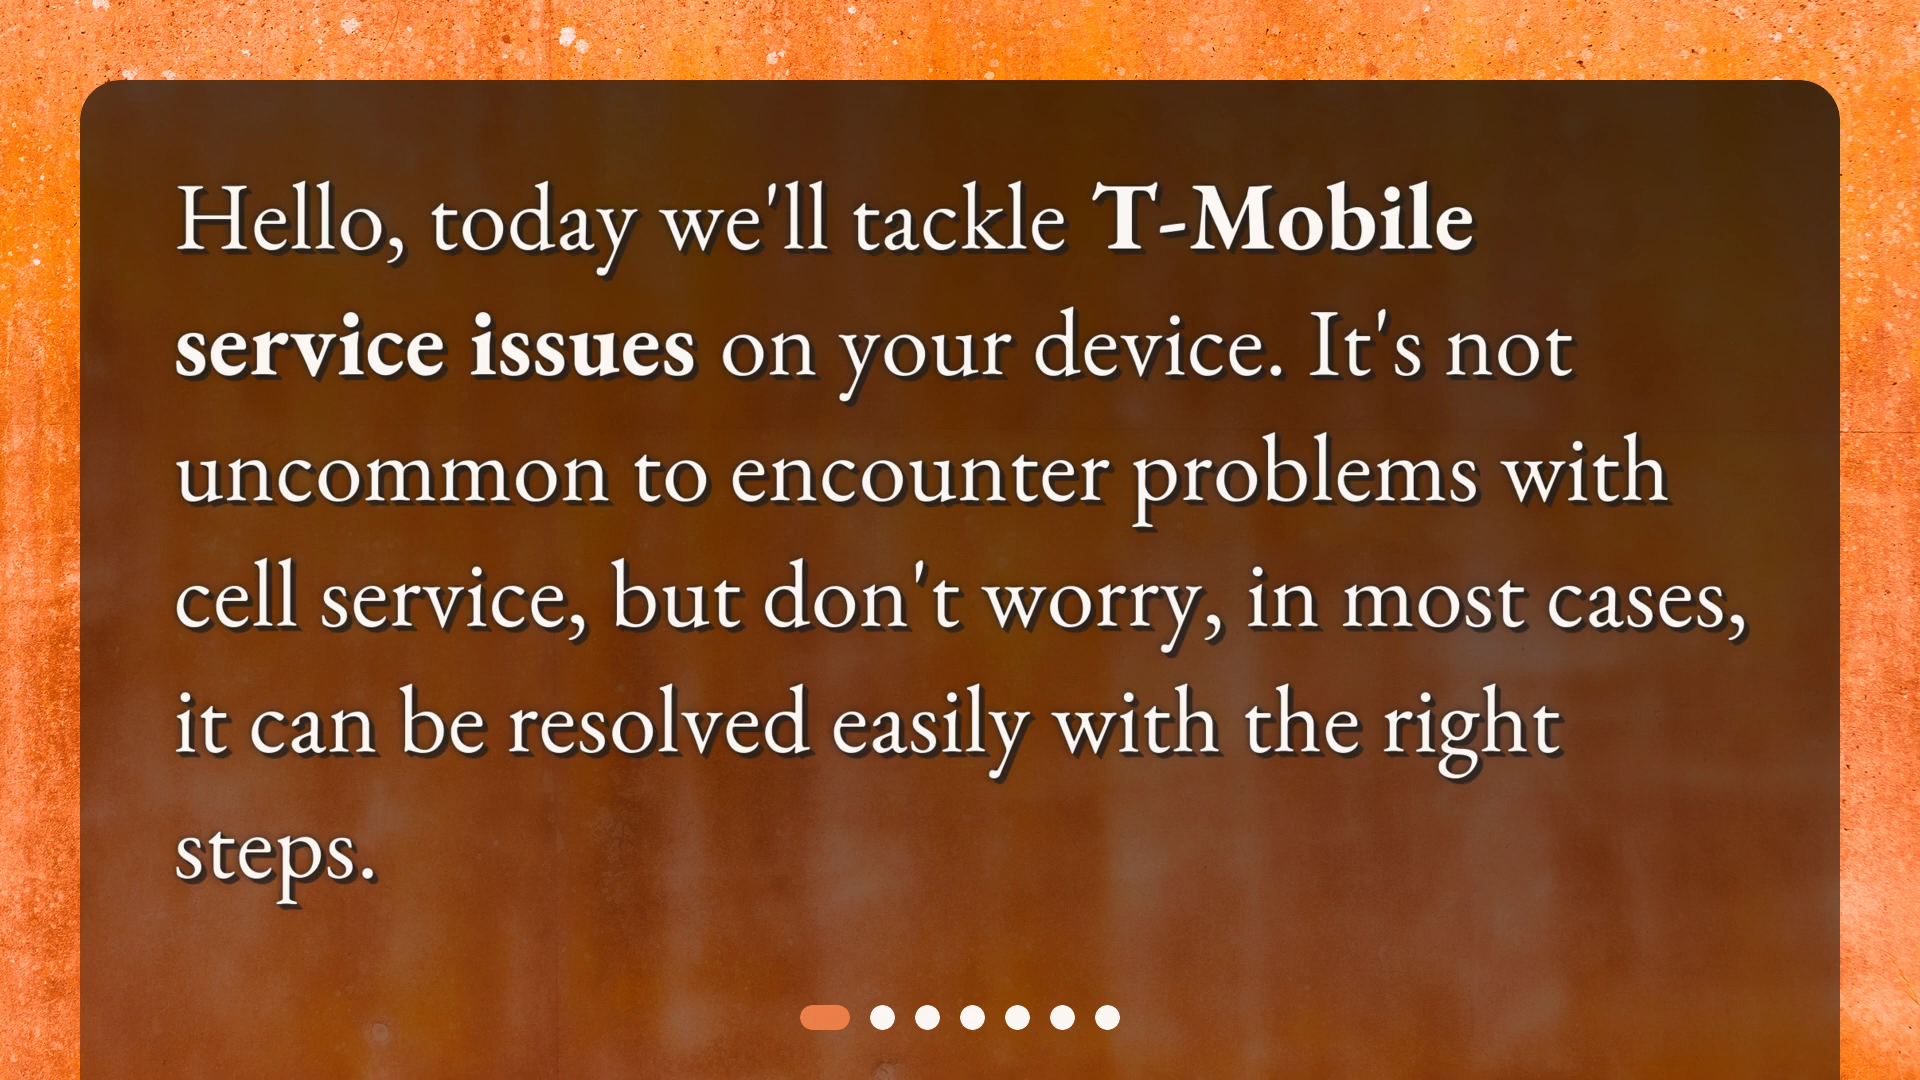 Hello, today we'll tackle T-Mobile
service issues on your device. It's not
uncommon to encounter problems with
cell service, but don't worry, in most cases,
it can be resolved easily with the right
steps.